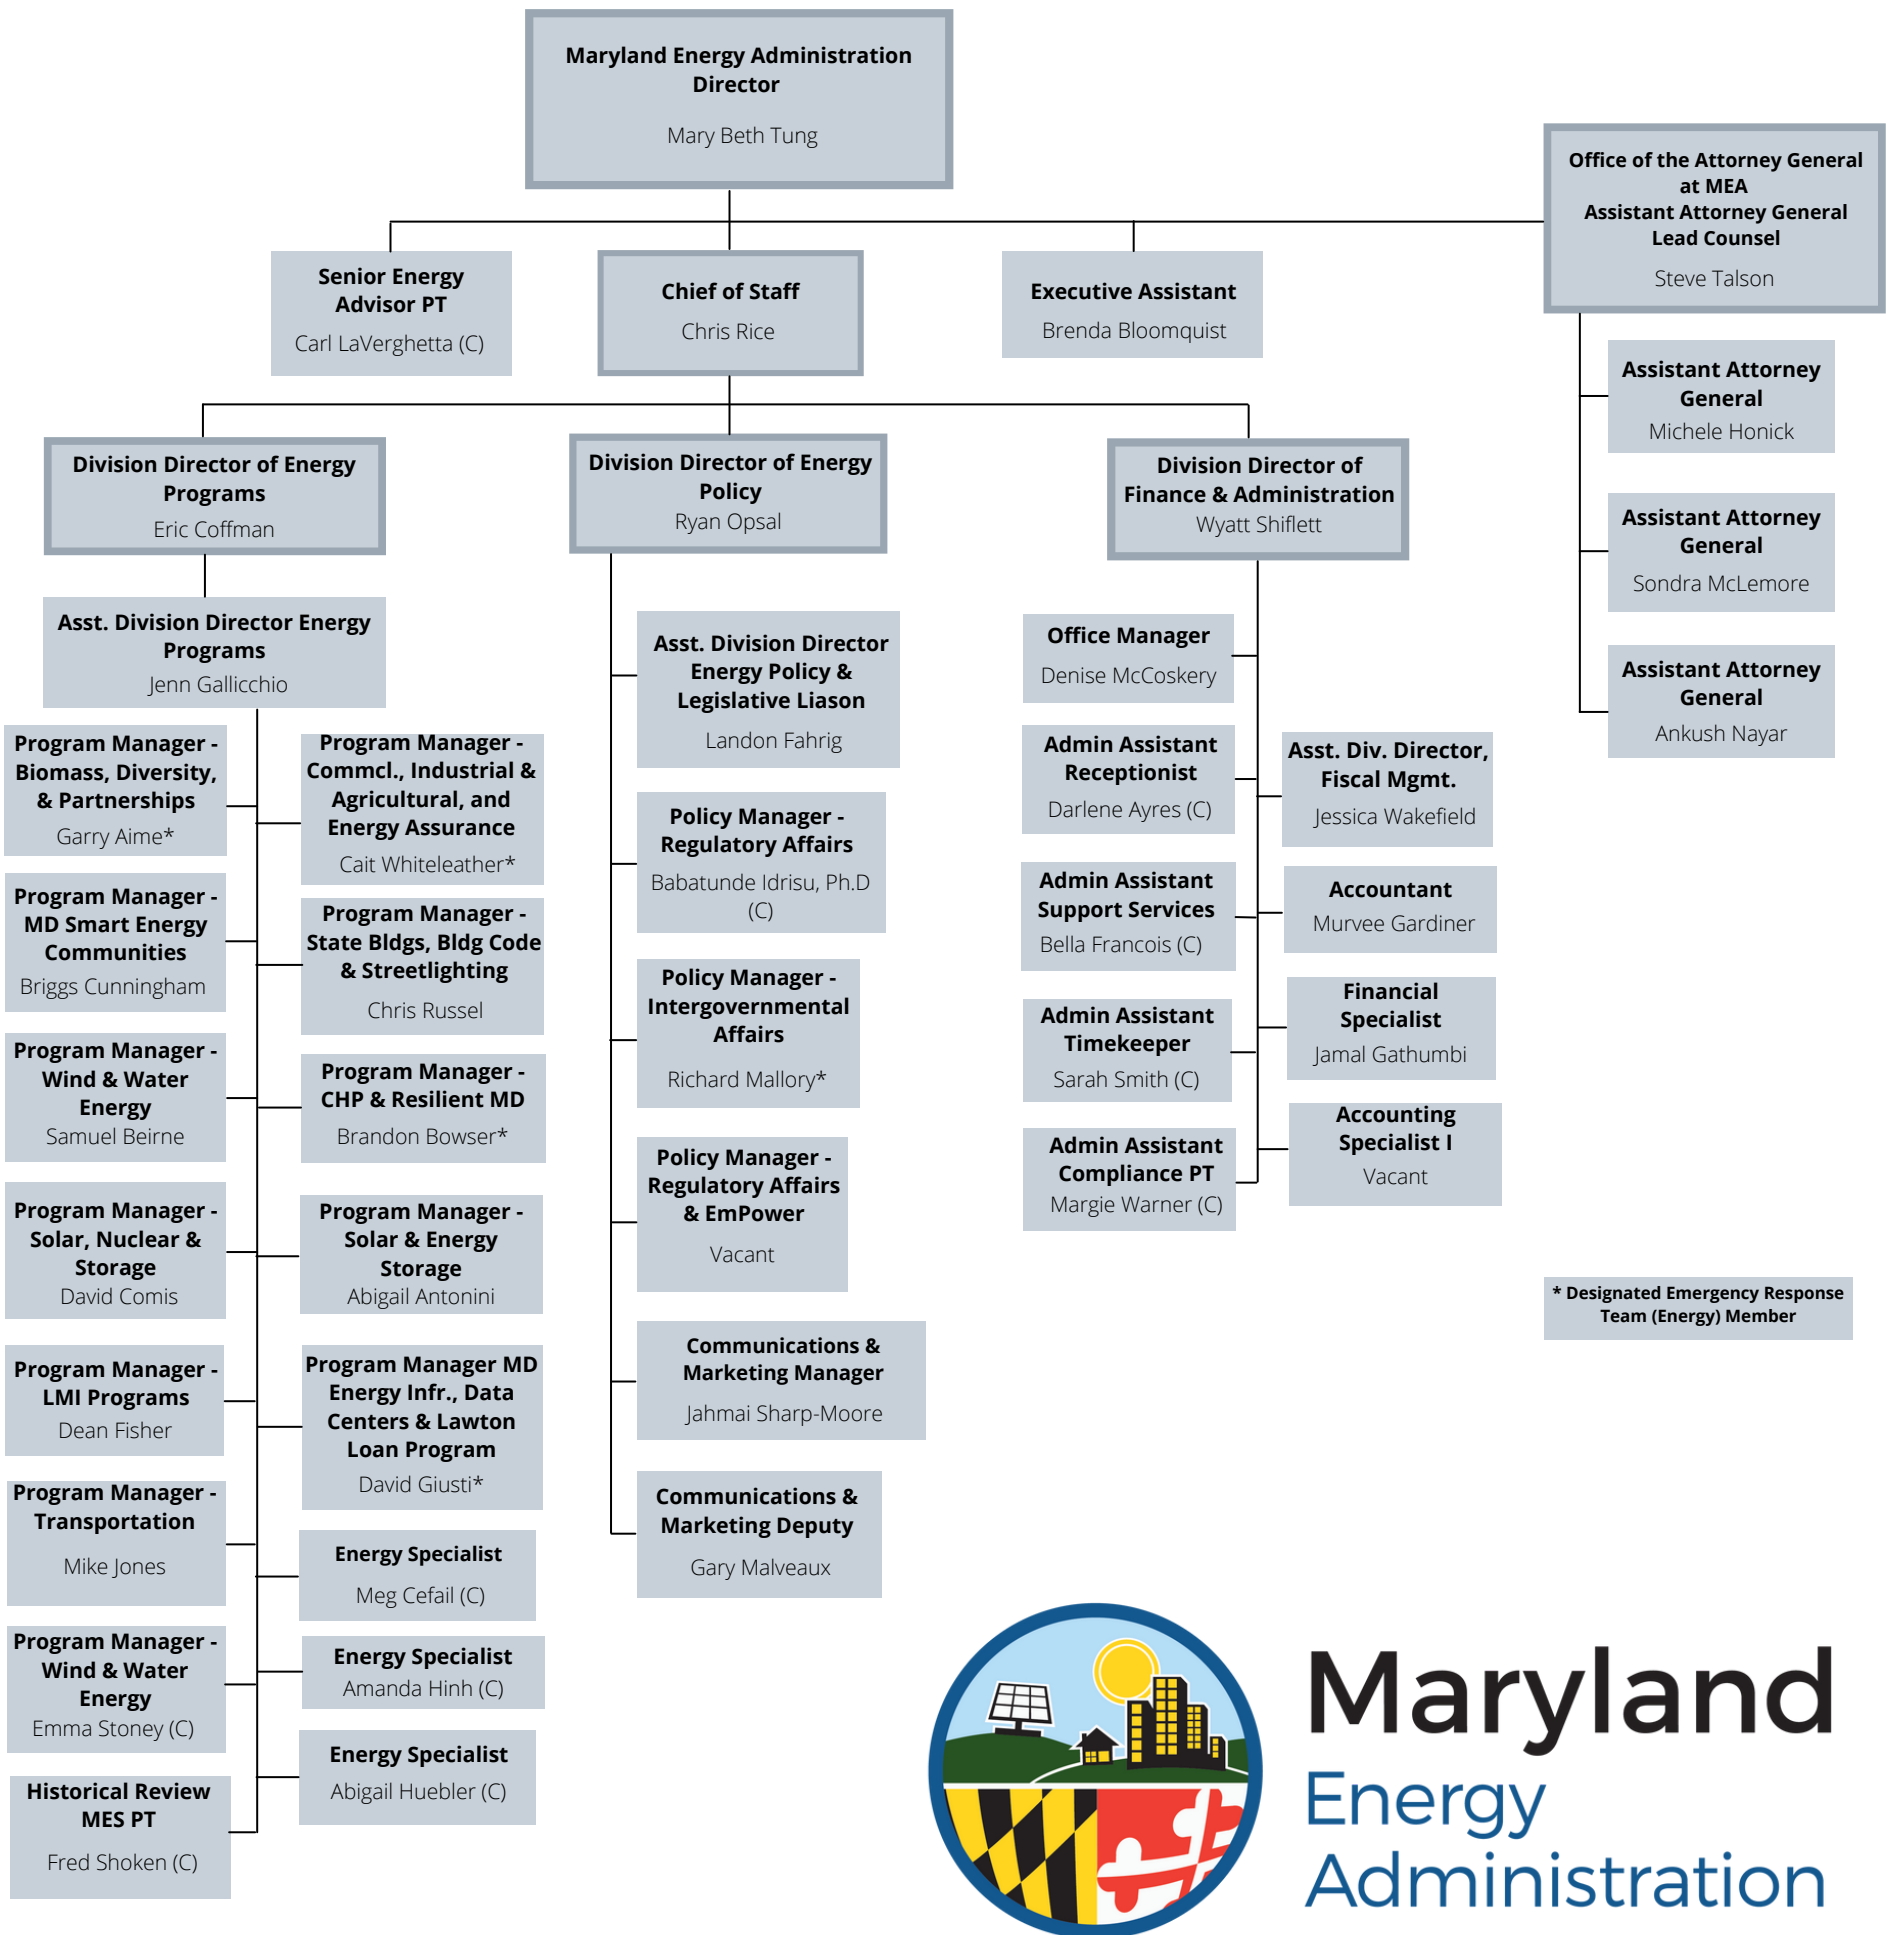 Maryland Energy Administration
Director
Mary Beth Tung
Office of the Attorney General
at MEA
Assistant Attorney General
Lead Counsel
Steve Talson
Senior Energy
Advisor PT
Carl LaVerghetta (C)
Chief of Staff
Chris Rice
Executive Assistant
Brenda Bloomquist
Assistant Attorney
General
Michele Honick
Assistant Attorney
General
Sondra McLemore
Assistant Attorney
General
Ankush Nayar
Division Director of Energy
Programs
Eric Coffman
Asst. Division Director Energy
Programs
Jenn Gallicchio
Program Manager -
Biomass, Diversity,
& Partnerships
Garry Aime*
Program Manager -
MD Smart Energy
Communities
Briggs Cunningham
Program Manager -
Wind & Water
Energy
Samuel Beirne
Program Manager -
Solar, Nuclear &
Storage
David Comis
Program Manager -
LMI Programs
Dean Fisher
Program Manager -
Transportation
Mike Jones
Program Manager -
Wind & Water
Energy
Emma Stoney (C)
Historical Review
MES PT
Fred Shoken (C)
Program Manager -
Commcl., Industrial &
Agricultural, and
Energy Assurance
Cait Whiteleather*
Program Manager -
State Bldgs, Bldg Code
& Streetlighting
Chris Russel
Program Manager -
CHP & Resilient MD
Brandon Bowser*
Program Manager -
Solar & Energy
Storage
Abigail Antonini
Program Manager MD
Energy Infr., Data
Centers & Lawton
Loan Program
David Giusti*
Energy Specialist
Meg Cefail (C)
Energy Specialist
Amanda Hinh (C)
Energy Specialist
Abigail Huebler (C)
Division Director of Energy
Policy
Ryan Opsal
Asst. Division Director
Energy Policy &
Legislative Liason
Landon Fahrig
Policy Manager -
Regulatory Affairs
Babatunde Idrisu, Ph.D
(C)
Policy Manager -
Intergovernmental
Affairs
Richard Mallory*
Policy Manager -
Regulatory Affairs
& EmPower
Vacant
Communications &
Marketing Manager
Jahmai Sharp-Moore
Communications &
Marketing Deputy
Gary Malveaux
Division Director of
Finance & Administration
Wyatt Shiflett
Office Manager
Denise McCoskery
Admin Assistant
Receptionist
Darlene Ayres (C)
Admin Assistant
Support Services
Bella Francois (C)
Admin Assistant
Timekeeper
Sarah Smith (C)
Admin Assistant
Compliance PT
Margie Warner (C)
Asst. Div. Director,
Fiscal Mgmt.
Jessica Wakefield
Accountant
Murvee Gardiner
Financial
Specialist
Jamal Gathumbi
Accounting
Specialist I
Vacant
* Designated Emergency Response
Team (Energy) Member
Maryland
Energy
Administration